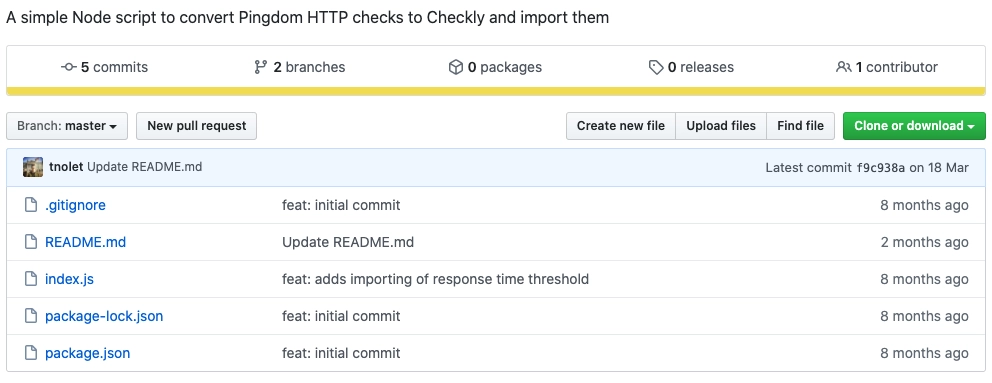 A simple Node script to convert Pingdom HTTP checks to Checkly and import them
5 commits 2 branches 0 packages 0 releases 1 contributor
Branch: master New pull request Create new file Upload files Find file Clone or download
tnolet Update README.md Latest commit f9c938a on 18 Mar
.gitignore feat: initial commit 8 months ago
README.md Update README.md 2 months ago
index.js feat: adds importing of response time threshold 8 months ago
package-lock.json feat: initial commit 8 months ago
package.json feat: initial commit 8 months ago